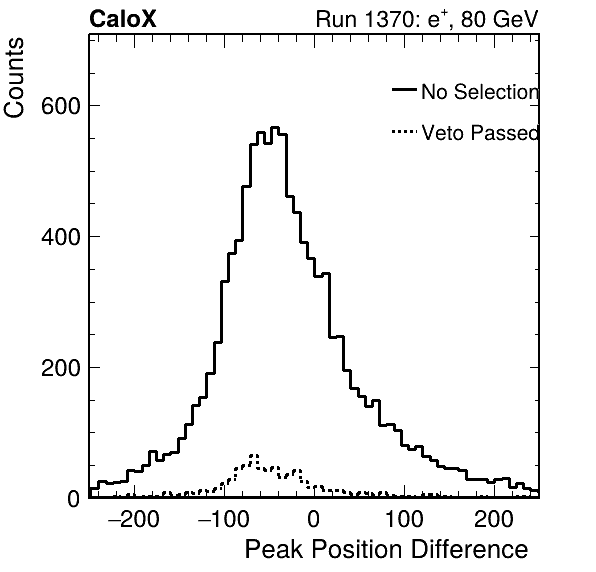 CaloX Run 1370: e⁺, 80 GeV
Counts
No Selection
Veto Passed
600
400
200
0
−200 −100 0 100 200
Peak Position Difference